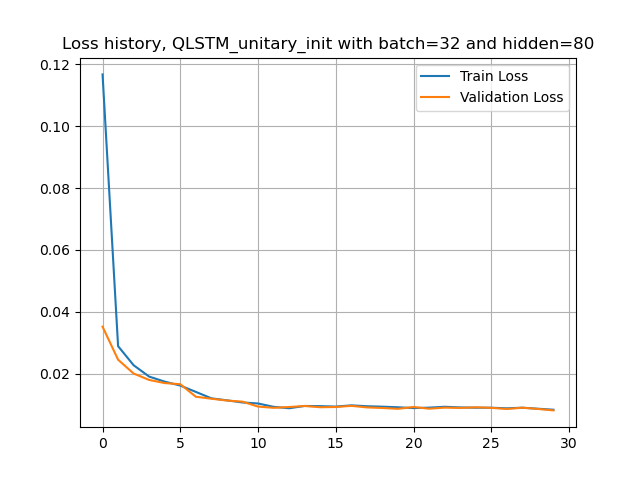 Loss history, QLSTM_unitary_init with batch=32 and hidden=80
Train Loss
Validation Loss
0.12
0.10
0.08
0.06
0.04
0.02
0 5 10 15 20 25 30